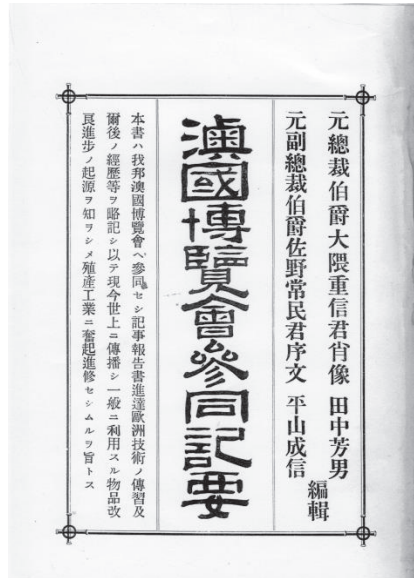 元總裁伯爵大隈重信君肖像 田中芳男
元副總裁伯爵佐野常民君序文 平山成信
編輯
澳國博覽會參同記要
本書ハ我邦澳國博覽會ヘ參同セシ記事報告書進達歐洲技術ノ傳習及
爾後ノ經歷等ヲ略記シ以テ現今世上ニ傳播シ一般ニ利用スル物品改
良進步ノ起源ヲ知ヲシメ殖產工業ニ奮起進修セシムルヲ旨トス